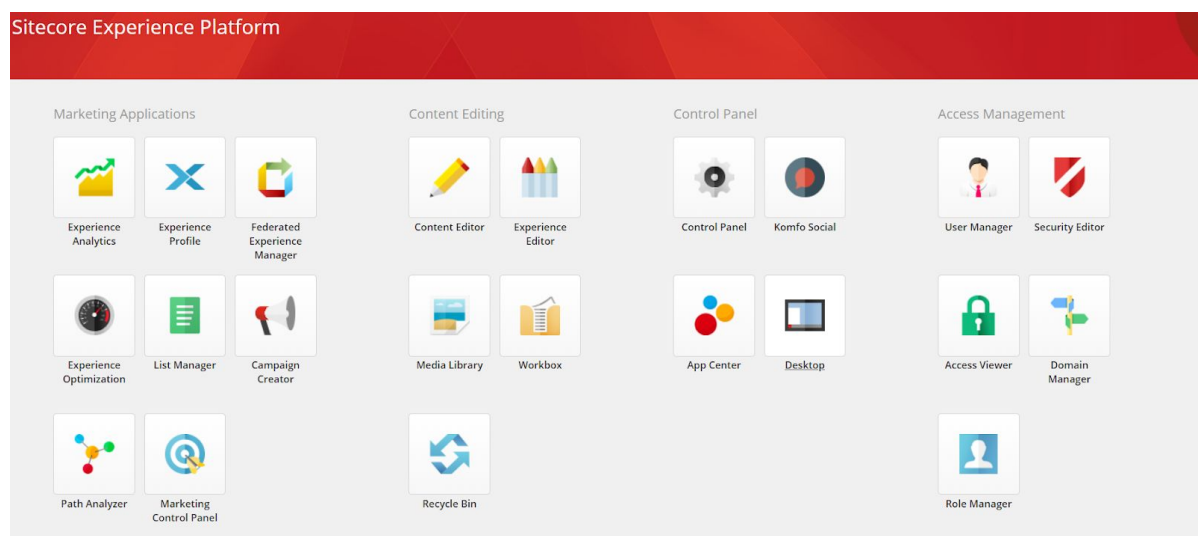 Sitecore Experience Platform
Marketing Applications
Experience
Analytics
Experience
Profile
Federated
Experience
Manager
Experience
Optimization
List Manager
Campaign
Creator
Path Analyzer
Marketing
Control Panel
Content Editing
Content Editor
Experience
Editor
Media Library
Workbox
Recycle Bin
Control Panel
Control Panel
Komfo Social
App Center
Desktop
Access Management
User Manager
Security Editor
Access Viewer
Domain
Manager
Role Manager